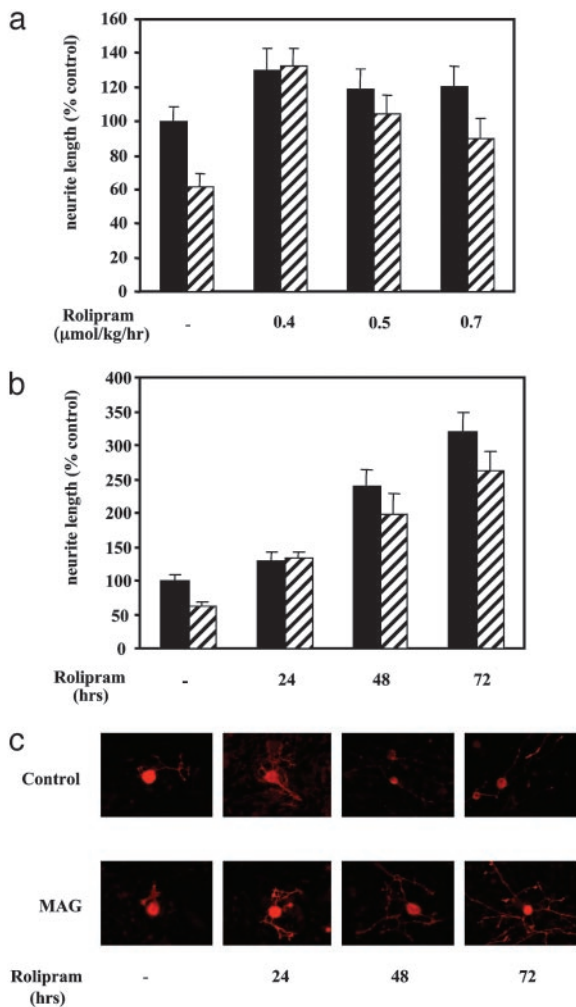 a
neurite length (% control)
160
140
120
100
80
60
40
20
0
Rolipram
(μmol/kg/hr)
- 0.4 0.5 0.7
b
neurite length (% control)
400
350
300
250
200
150
100
50
0
Rolipram
(hrs)
- 24 48 72
c
Control
MAG
Rolipram
(hrs)
- 24 48 72